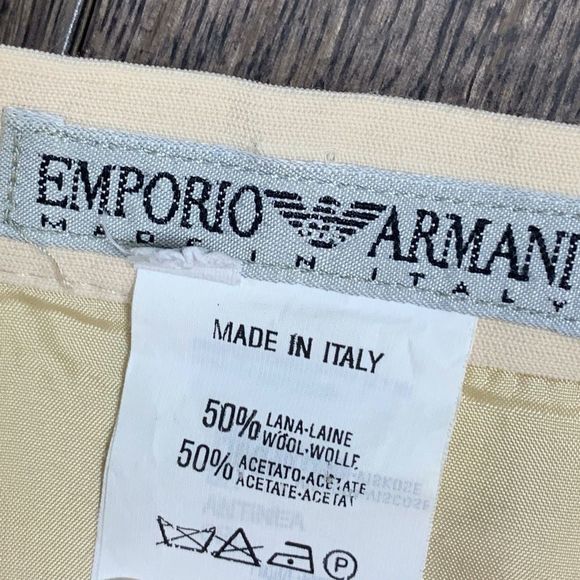 EMPORIO ARMANI
MADE IN ITALY
MADE IN ITALY
50% LANA-LAINE
WOOL-WOLLE
50% ACETATO-ACETATE
ACETATE-ACETAT
P